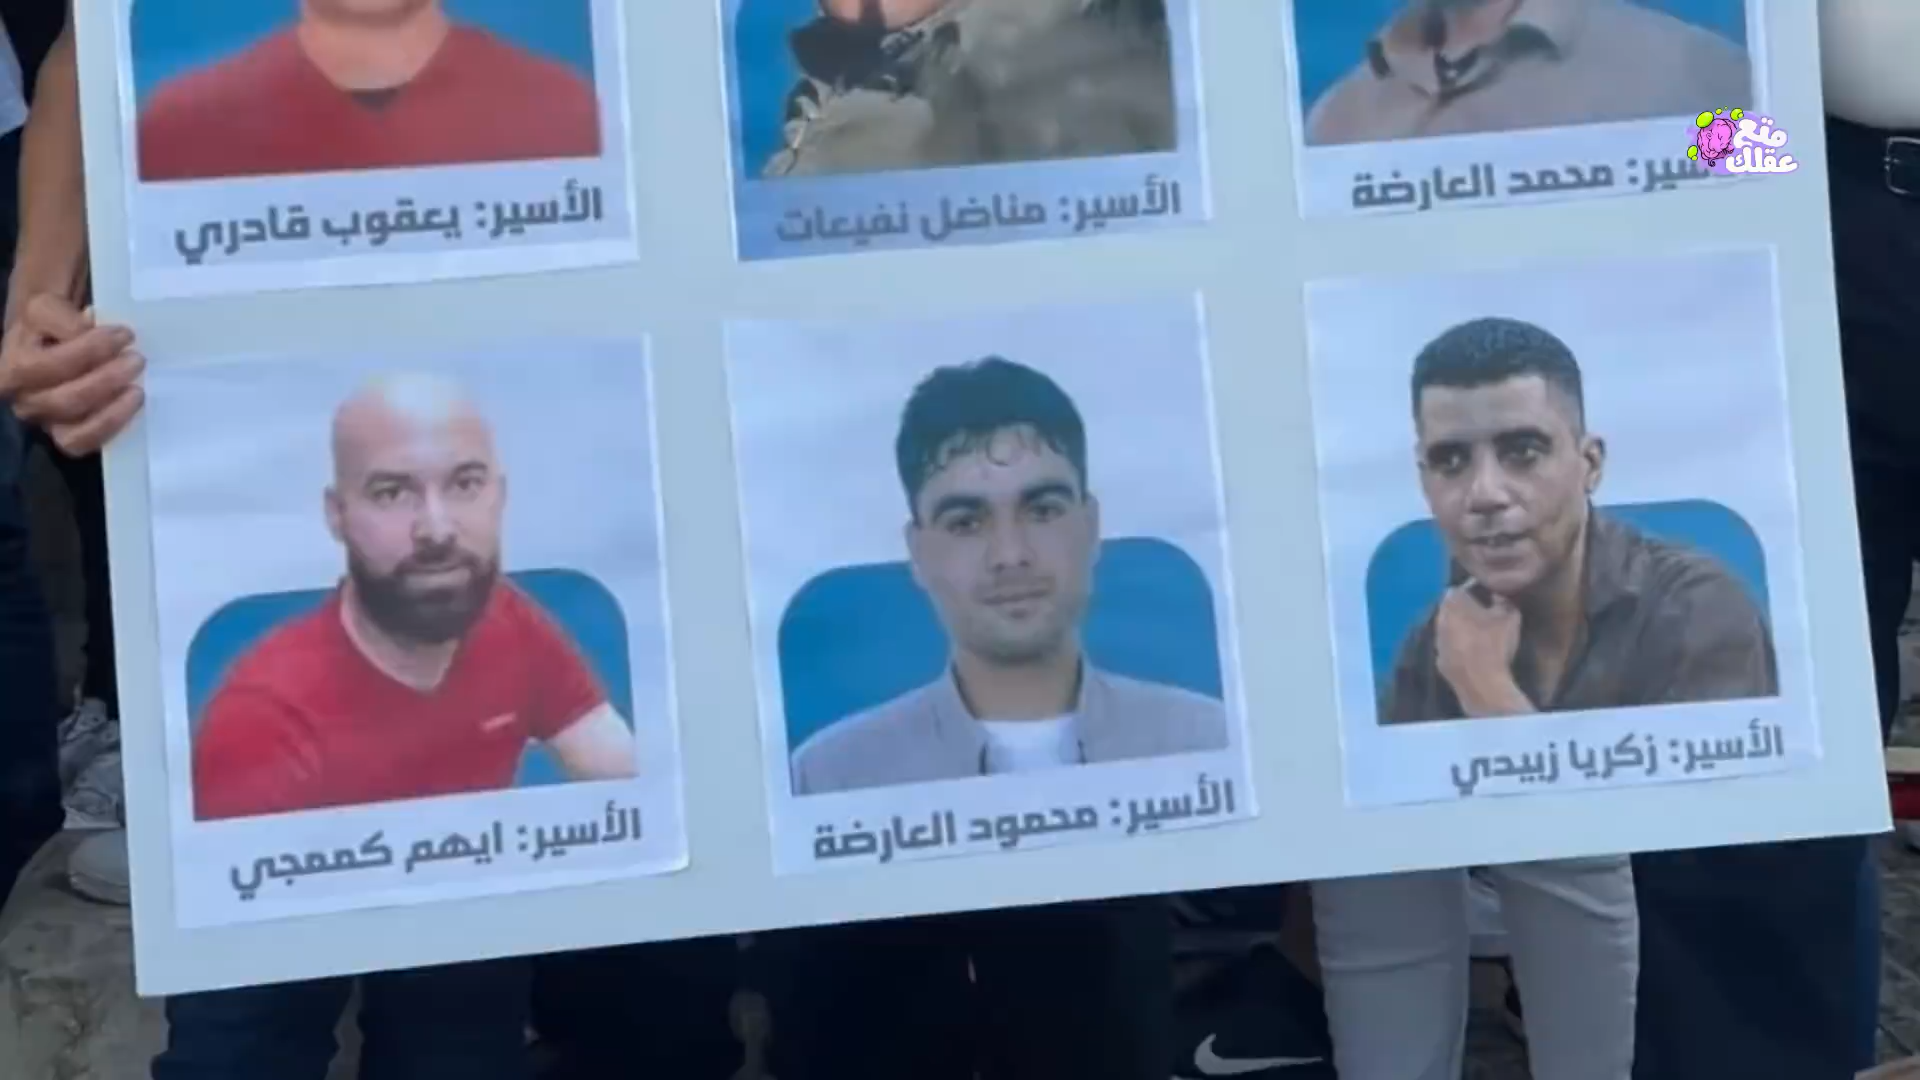 متع
عقلك
الأسير: محمد العارضة
الأسير: مناضل نفيعات
الأسير: يعقوب قادري
الأسير: زكريا زبيدي
الأسير: محمود العارضة
الأسير: ايهم كممجي